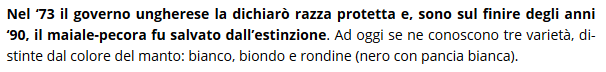 Nel ‘73 il governo ungherese la dichiarò razza protetta e, sono sul finire degli anni
‘90, il maiale-pecora fu salvato dall’estinzione. Ad oggi se ne conoscono tre varietà, di-
stinte dal colore del manto: bianco, biondo e rondine (nero con pancia bianca).